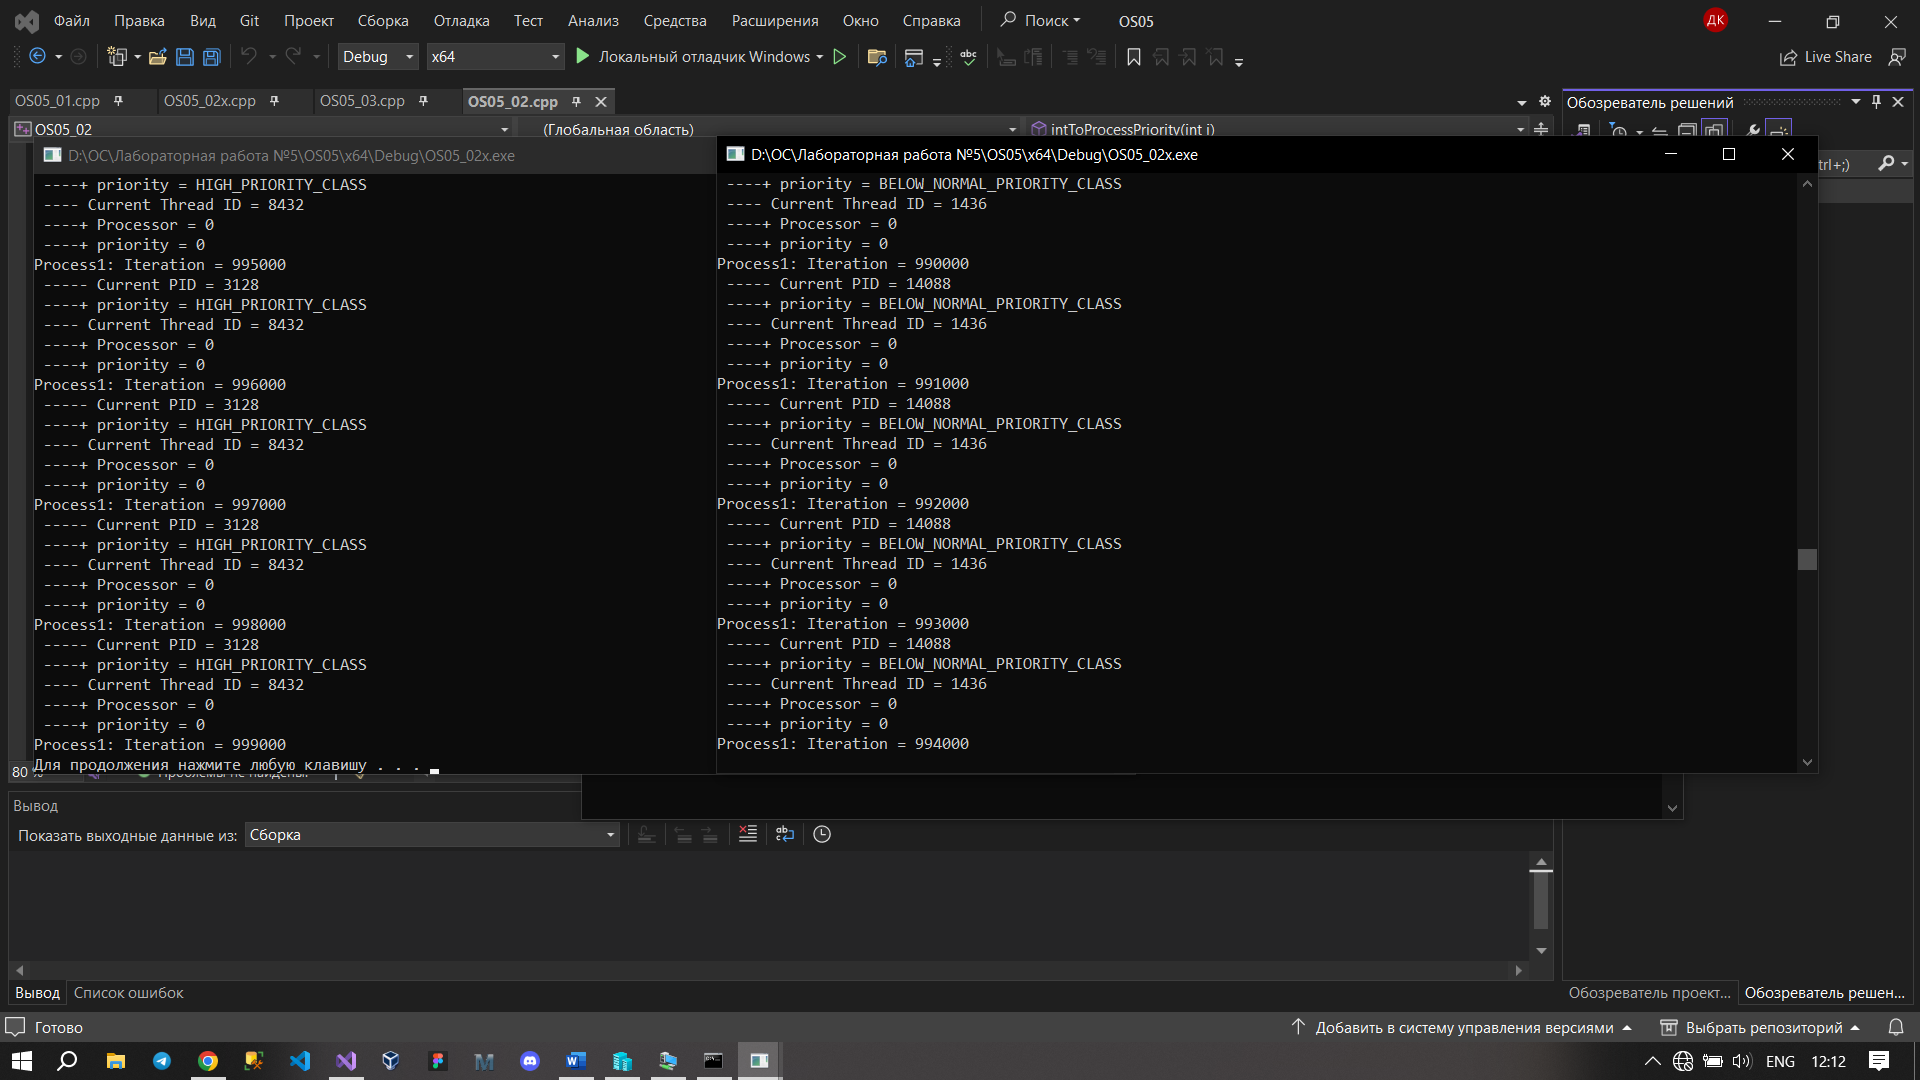 Файл Правка Вид Git Проект Сборка Отладка Тест Анализ Средства Расширения Окно Справка Поиск OS05 ДК
Debug x64 Локальный отладчик Windows Live Share
OS05_01.cpp OS05_02x.cpp OS05_03.cpp OS05_02.cpp Обозреватель решений
OS05_02 (Глобальная область) intToProcessPriority(int i)
D:\ОС\Лабораторная работа №5\OS05\x64\Debug\OS05_02x.exe
----+ priority = HIGH_PRIORITY_CLASS
---- Current Thread ID = 8432
----+ Processor = 0
----+ priority = 0
Process1: Iteration = 995000
----- Current PID = 3128
----+ priority = HIGH_PRIORITY_CLASS
---- Current Thread ID = 8432
----+ Processor = 0
----+ priority = 0
Process1: Iteration = 996000
----- Current PID = 3128
----+ priority = HIGH_PRIORITY_CLASS
---- Current Thread ID = 8432
----+ Processor = 0
----+ priority = 0
Process1: Iteration = 997000
----- Current PID = 3128
----+ priority = HIGH_PRIORITY_CLASS
---- Current Thread ID = 8432
----+ Processor = 0
----+ priority = 0
Process1: Iteration = 998000
----- Current PID = 3128
----+ priority = HIGH_PRIORITY_CLASS
---- Current Thread ID = 8432
----+ Processor = 0
----+ priority = 0
Process1: Iteration = 999000
Для продолжения нажмите любую клавишу . . .
D:\ОС\Лабораторная работа №5\OS05\x64\Debug\OS05_02x.exe
----+ priority = BELOW_NORMAL_PRIORITY_CLASS
---- Current Thread ID = 1436
----+ Processor = 0
----+ priority = 0
Process1: Iteration = 990000
----- Current PID = 14088
----+ priority = BELOW_NORMAL_PRIORITY_CLASS
---- Current Thread ID = 1436
----+ Processor = 0
----+ priority = 0
Process1: Iteration = 991000
----- Current PID = 14088
----+ priority = BELOW_NORMAL_PRIORITY_CLASS
---- Current Thread ID = 1436
----+ Processor = 0
----+ priority = 0
Process1: Iteration = 992000
----- Current PID = 14088
----+ priority = BELOW_NORMAL_PRIORITY_CLASS
---- Current Thread ID = 1436
----+ Processor = 0
----+ priority = 0
Process1: Iteration = 993000
----- Current PID = 14088
----+ priority = BELOW_NORMAL_PRIORITY_CLASS
---- Current Thread ID = 1436
----+ Processor = 0
----+ priority = 0
Process1: Iteration = 994000
trl+;)
80 %
Вывод
Показать выходные данные из: Сборка
Вывод Список ошибок Обозреватель проект... Обозреватель решен...
Готово Добавить в систему управления версиями Выбрать репозиторий
ENG 12:12